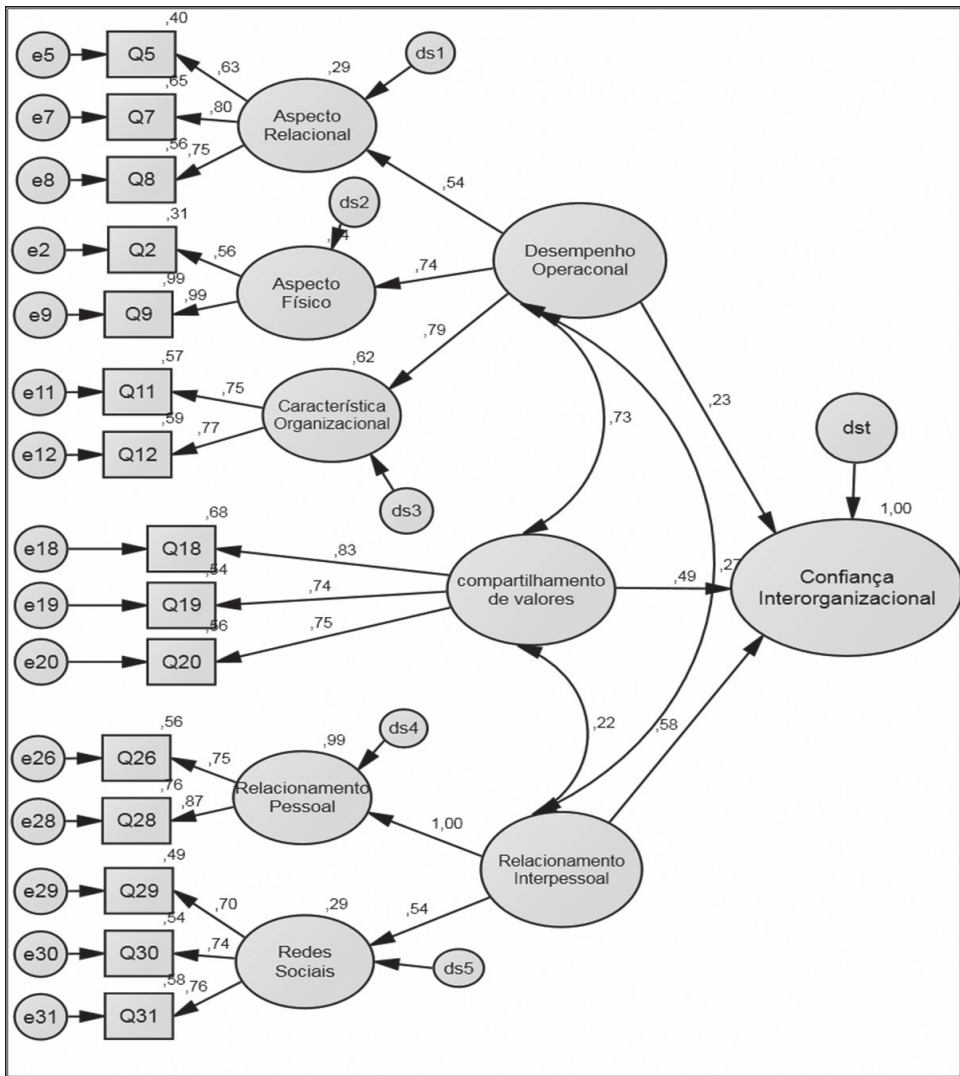 ,40
e5
Q5
,63
,29
ds1
,65
e7
Q7
,80
Aspecto
Relacional
,56
,75
e8
Q8
,54
,31
ds2
e2
Q2
,56
Aspecto
Físico
,74
Desempenho
Operaconal
,99
e9
Q9
,99
,79
,57
,62
e11
Q11
,75
Característica
Organizacional
,59
e12
Q12
,77
ds3
,73
,23
dst
1,00
,68
e18
Q18
,83
,54
e19
Q19
,74
compartilhamento
de valores
,49
,27
Confiança
Interorganizacional
,56
e20
Q20
,75
,22
,58
,56
,99
ds4
e26
Q26
,75
Relacionamento
Pessoal
,76
e28
Q28
,87
1,00
Relacionamento
Interpessoal
,49
e29
Q29
,70
,29
,54
,54
e30
Q30
,74
Redes
Sociais
ds5
,58
,76
e31
Q31